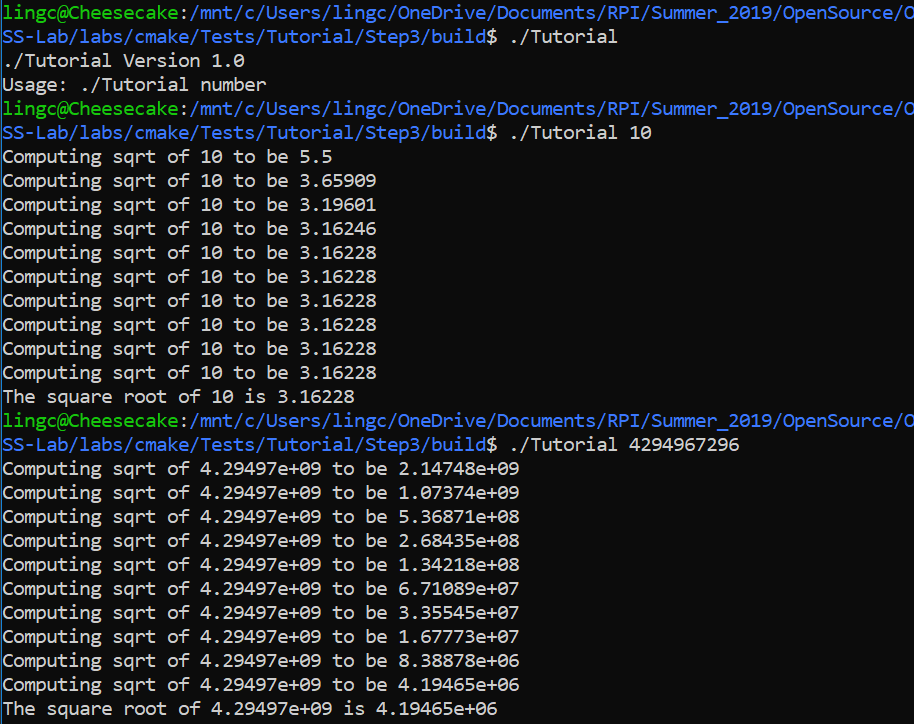 lingc@Cheesecake:/mnt/c/Users/lingc/OneDrive/Documents/RPI/Summer_2019/OpenSource/O
SS-Lab/labs/cmake/Tests/Tutorial/Step3/build$ ./Tutorial
./Tutorial Version 1.0
Usage: ./Tutorial number
lingc@Cheesecake:/mnt/c/Users/lingc/OneDrive/Documents/RPI/Summer_2019/OpenSource/O
SS-Lab/labs/cmake/Tests/Tutorial/Step3/build$ ./Tutorial 10
Computing sqrt of 10 to be 5.5
Computing sqrt of 10 to be 3.65909
Computing sqrt of 10 to be 3.19601
Computing sqrt of 10 to be 3.16246
Computing sqrt of 10 to be 3.16228
Computing sqrt of 10 to be 3.16228
Computing sqrt of 10 to be 3.16228
Computing sqrt of 10 to be 3.16228
Computing sqrt of 10 to be 3.16228
Computing sqrt of 10 to be 3.16228
The square root of 10 is 3.16228
lingc@Cheesecake:/mnt/c/Users/lingc/OneDrive/Documents/RPI/Summer_2019/OpenSource/O
SS-Lab/labs/cmake/Tests/Tutorial/Step3/build$ ./Tutorial 4294967296
Computing sqrt of 4.29497e+09 to be 2.14748e+09
Computing sqrt of 4.29497e+09 to be 1.07374e+09
Computing sqrt of 4.29497e+09 to be 5.36871e+08
Computing sqrt of 4.29497e+09 to be 2.68435e+08
Computing sqrt of 4.29497e+09 to be 1.34218e+08
Computing sqrt of 4.29497e+09 to be 6.71089e+07
Computing sqrt of 4.29497e+09 to be 3.35545e+07
Computing sqrt of 4.29497e+09 to be 1.67773e+07
Computing sqrt of 4.29497e+09 to be 8.38878e+06
Computing sqrt of 4.29497e+09 to be 4.19465e+06
The square root of 4.29497e+09 is 4.19465e+06